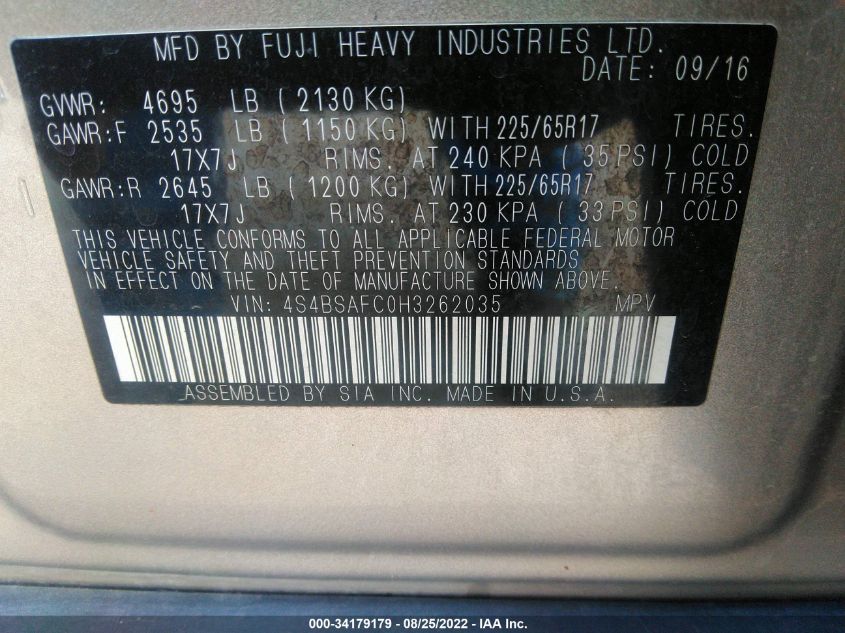 MFD BY FUJI HEAVY INDUSTRIES LTD.
DATE: 09/16
GVWR: 4695 LB (2130 KG)
GAWR:F 2535 LB (1150 KG) WITH 225/65R17 TIRES.
17X7J RIMS. AT 240 KPA (35 PSI) COLD
GAWR:R 2645 LB (1200 KG) WITH 225/65R17 TIRES.
17X7J RIMS. AT 230 KPA (33 PSI) COLD
THIS VEHICLE CONFORMS TO ALL APPLICABLE FEDERAL MOTOR
VEHICLE SAFETY AND THEFT PREVENTION STANDARDS
IN EFFECT ON THE DATE OF MANUFACTURE SHOWN ABOVE.
VIN: 4S4BSAFC0H3262035 MPV
ASSEMBLED BY SIA INC. MADE IN U.S.A.
000-34179179 - 08/25/2022 - IAA Inc.